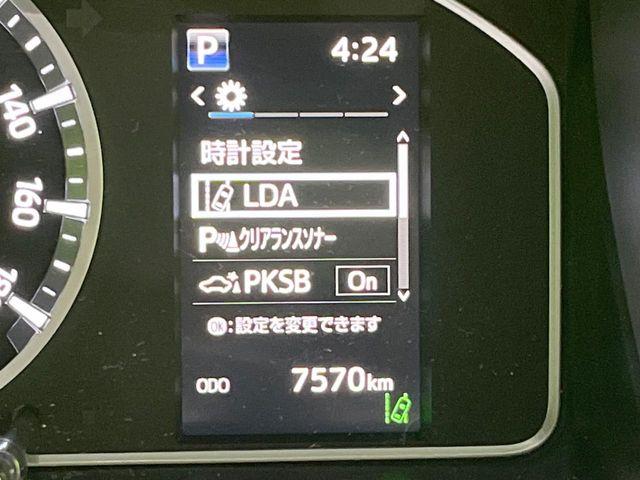 P 4:24
時計設定
LDA
P クリアランスソナー
PKSB On
OK:設定を変更できます
ODO 7570km
140
160